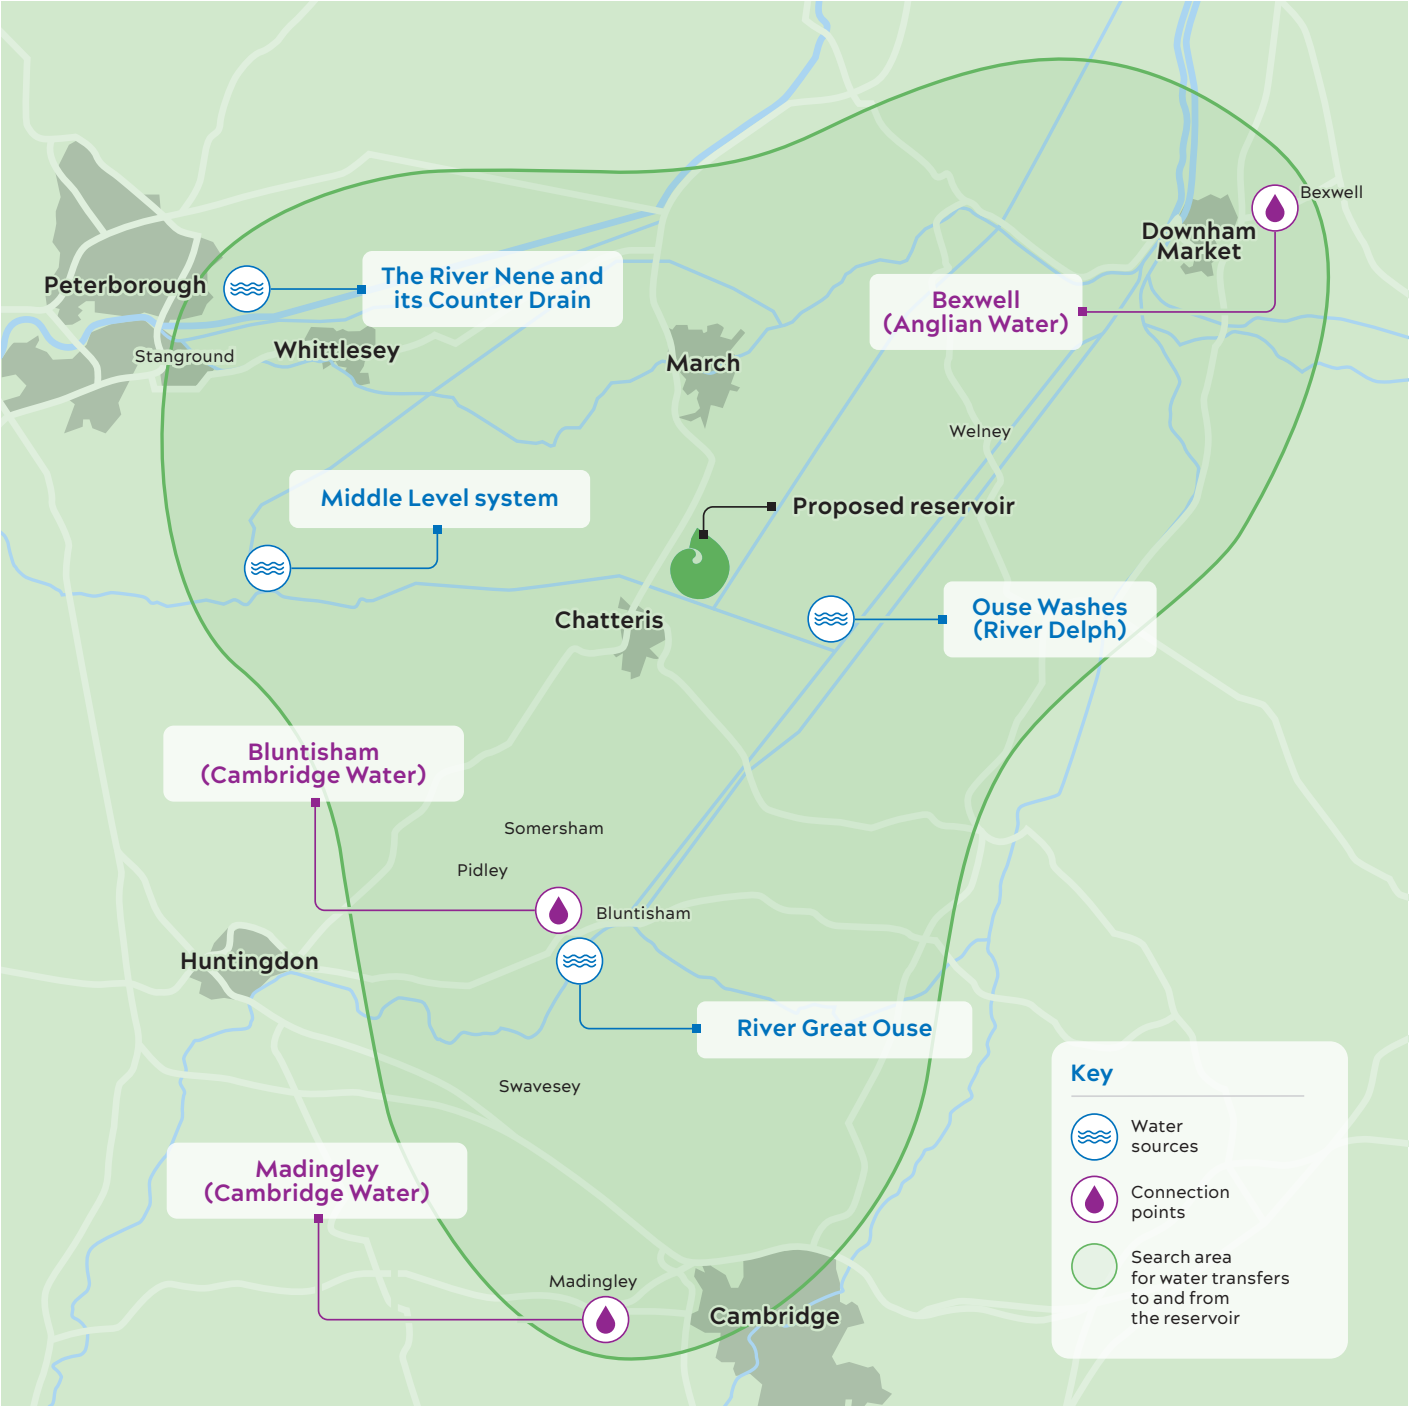 Bexwell
Downham
Market
Peterborough
The River Nene and
its Counter Drain
Bexwell
(Anglian Water)
Stanground
Whittlesey
March
Welney
Middle Level system
Proposed reservoir
Chatteris
Ouse Washes
(River Delph)
Bluntisham
(Cambridge Water)
Somersham
Pidley
Bluntisham
Huntingdon
River Great Ouse
Swavesey
Madingley
(Cambridge Water)
Madingley
Cambridge
Key
Water
sources
Connection
points
Search area
for water transfers
to and from
the reservoir